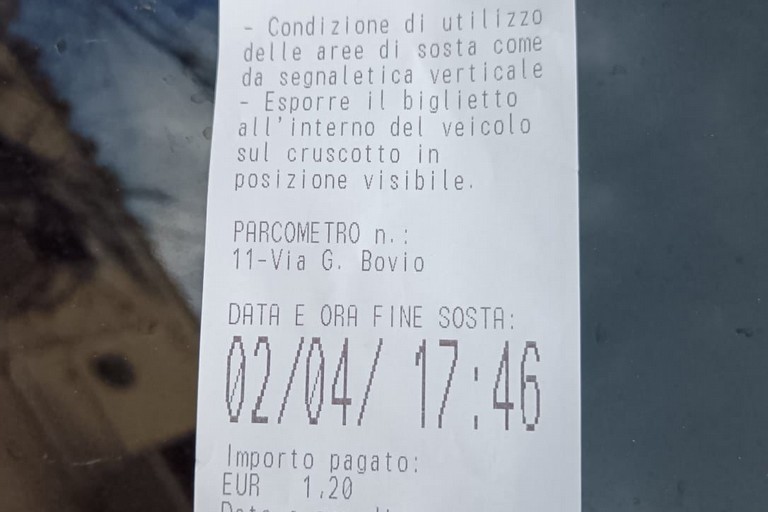 - Condizione di utilizzo
delle aree di sosta come
da segnaletica verticale
- Esporre il biglietto
all'interno del veicolo
sul cruscotto in
posizione visibile.
PARCOMETRO n.:
11-Via G. Bovio
DATA E ORA FINE SOSTA:
02/04/ 17:46
Importo pagato:
EUR 1,20